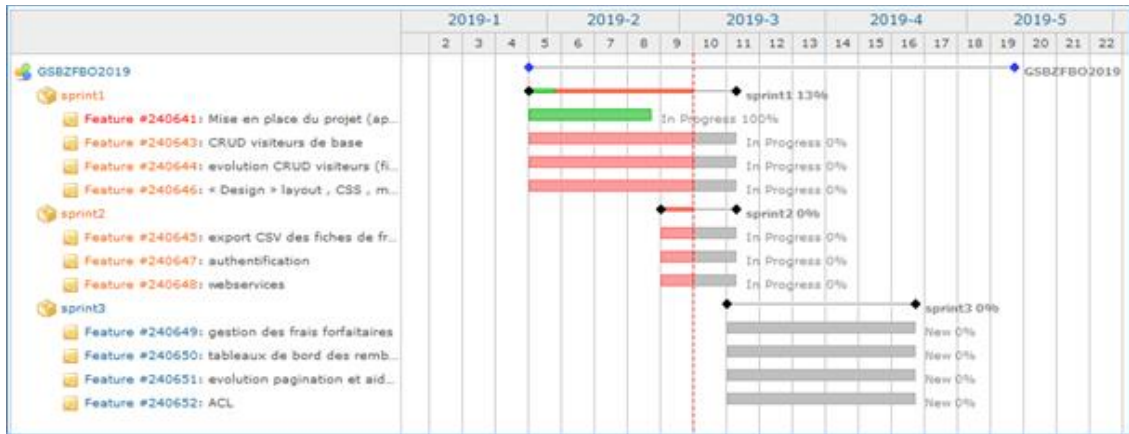 2019-1 2019-2 2019-3 2019-4 2019-5
2 3 4 5 6 7 8 9 10 11 12 13 14 15 16 17 18 19 20 21 22
GSBZFBO2019 GSBZFBO2019
sprint1 sprint1 13%
Feature #240641: Mise en place du projet (ap... In Progress 100%
Feature #240643: CRUD visiteurs de base In Progress 0%
Feature #240644: evolution CRUD visiteurs (fi... In Progress 0%
Feature #240646: « Design » layout , CSS , m... In Progress 0%
sprint2 sprint2 0%
Feature #240645: export CSV des fiches de fr... In Progress 0%
Feature #240647: authentification In Progress 0%
Feature #240648: webservices In Progress 0%
sprint3 sprint3 0%
Feature #240649: gestion des frais forfaitaires New 0%
Feature #240650: tableaux de bord des remb... New 0%
Feature #240651: evolution pagination et aid... New 0%
Feature #240652: ACL New 0%